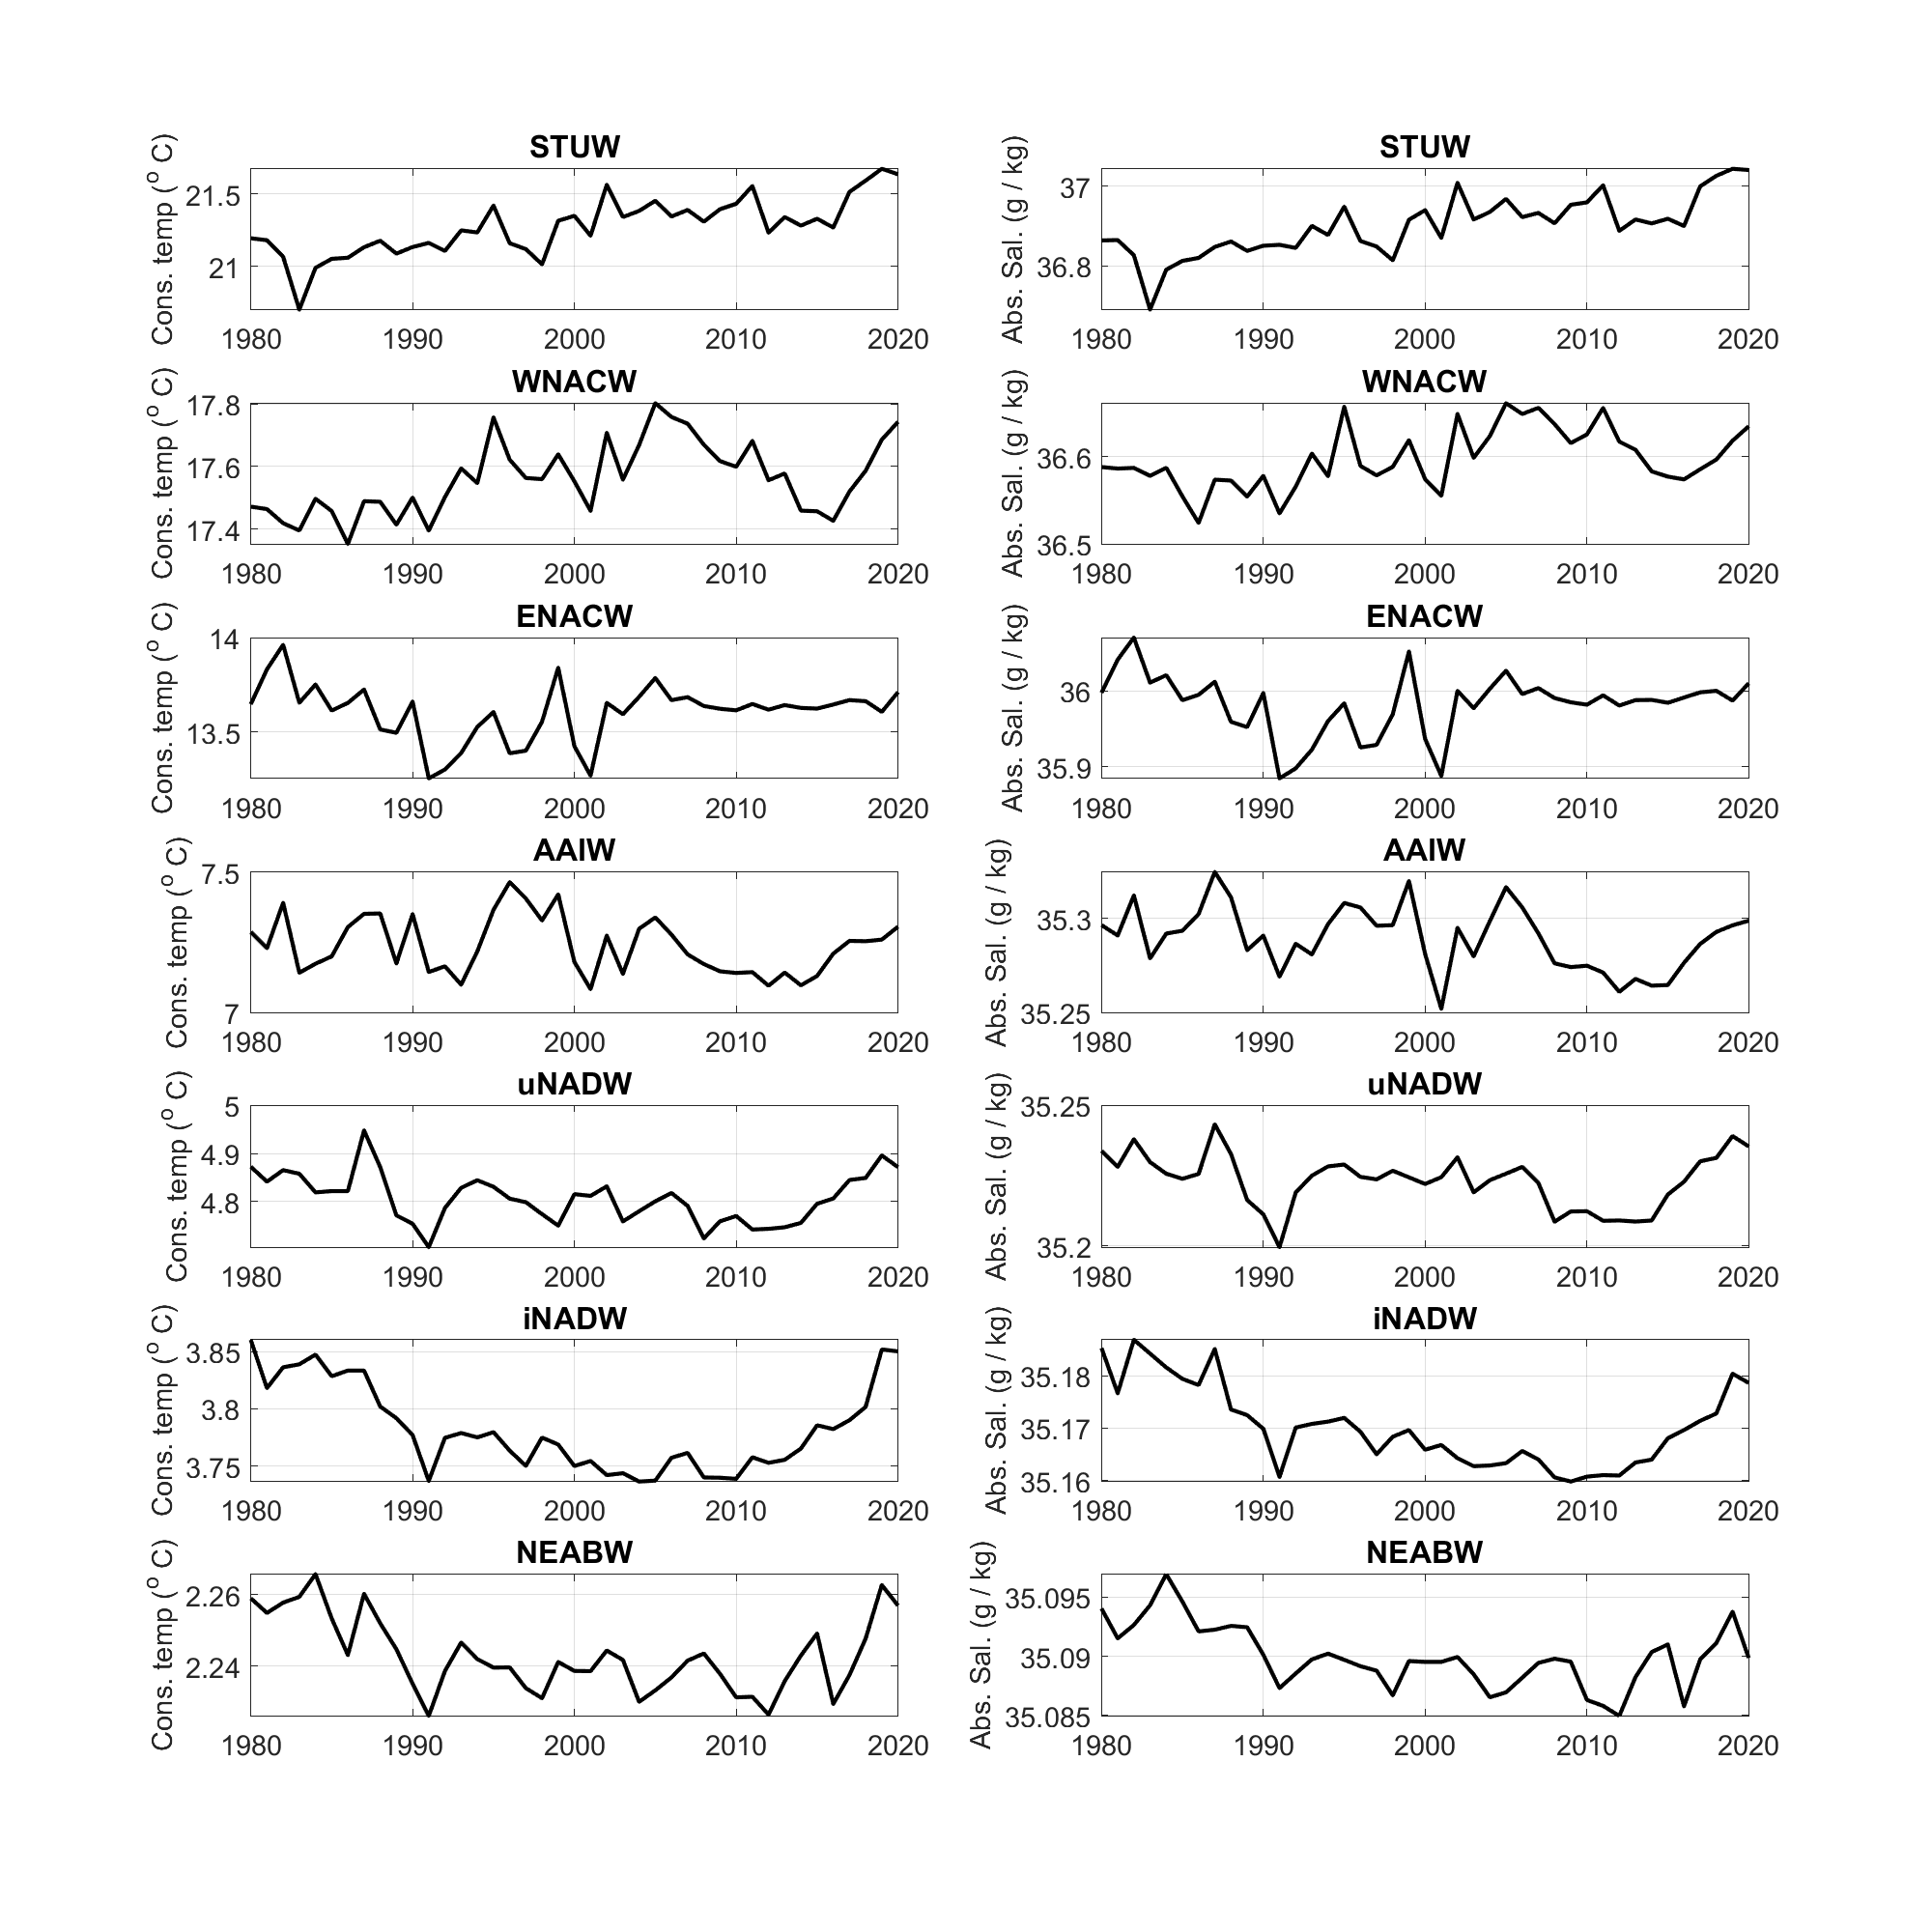 STUW
Cons. temp (° C)
21.5
21
1980 1990 2000 2010 2020
STUW
Abs. Sal. (g / kg)
37
36.8
1980 1990 2000 2010 2020
WNACW
Cons. temp (° C)
17.8
17.6
17.4
1980 1990 2000 2010 2020
WNACW
Abs. Sal. (g / kg)
36.6
36.5
1980 1990 2000 2010 2020
ENACW
Cons. temp (° C)
14
13.5
1980 1990 2000 2010 2020
ENACW
Abs. Sal. (g / kg)
36
35.9
1980 1990 2000 2010 2020
AAIW
Cons. temp (° C)
7.5
7
1980 1990 2000 2010 2020
AAIW
Abs. Sal. (g / kg)
35.3
35.25
1980 1990 2000 2010 2020
uNADW
Cons. temp (° C)
5
4.9
4.8
1980 1990 2000 2010 2020
uNADW
Abs. Sal. (g / kg)
35.25
35.2
1980 1990 2000 2010 2020
iNADW
Cons. temp (° C)
3.85
3.8
3.75
1980 1990 2000 2010 2020
iNADW
Abs. Sal. (g / kg)
35.18
35.17
35.16
1980 1990 2000 2010 2020
NEABW
Cons. temp (° C)
2.26
2.24
1980 1990 2000 2010 2020
NEABW
Abs. Sal. (g / kg)
35.095
35.09
35.085
1980 1990 2000 2010 2020